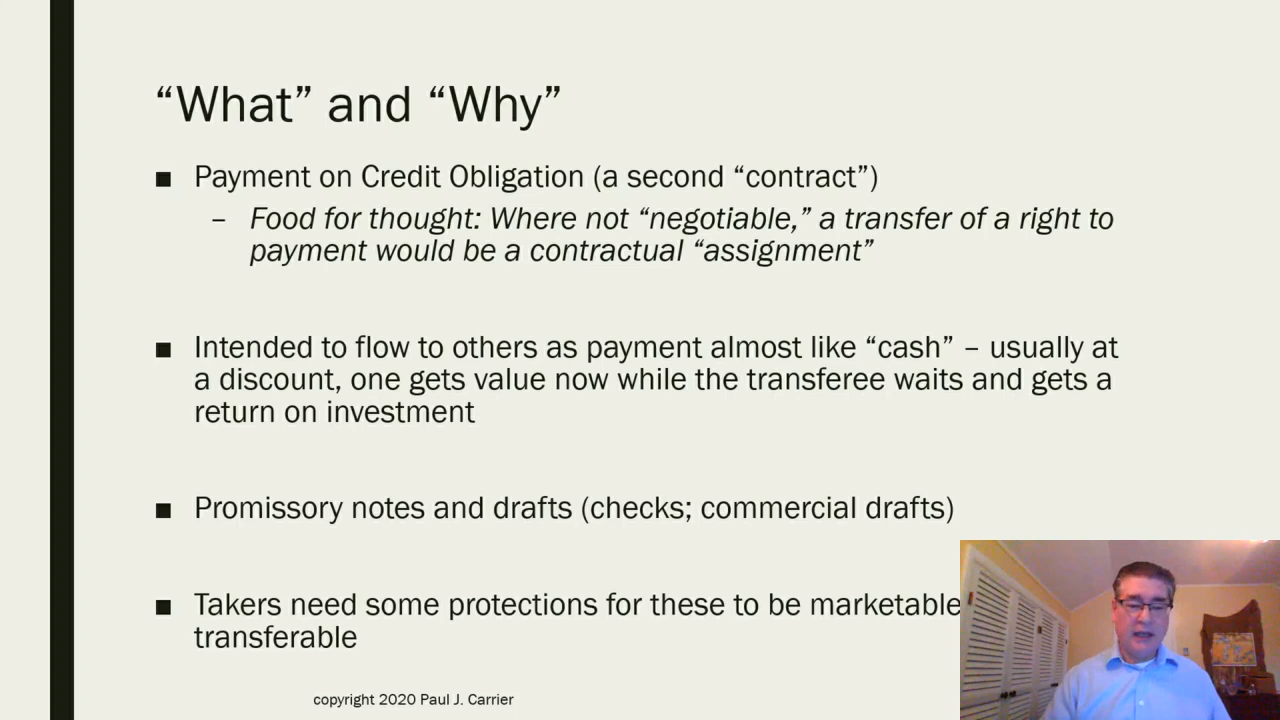 “What” and “Why”
■ Payment on Credit Obligation (a second “contract”)
– Food for thought: Where not “negotiable,” a transfer of a right to
payment would be a contractual “assignment”
■ Intended to flow to others as payment almost like “cash” – usually at
a discount, one gets value now while the transferee waits and gets a
return on investment
■ Promissory notes and drafts (checks; commercial drafts)
■ Takers need some protections for these to be marketable
transferable
copyright 2020 Paul J. Carrier